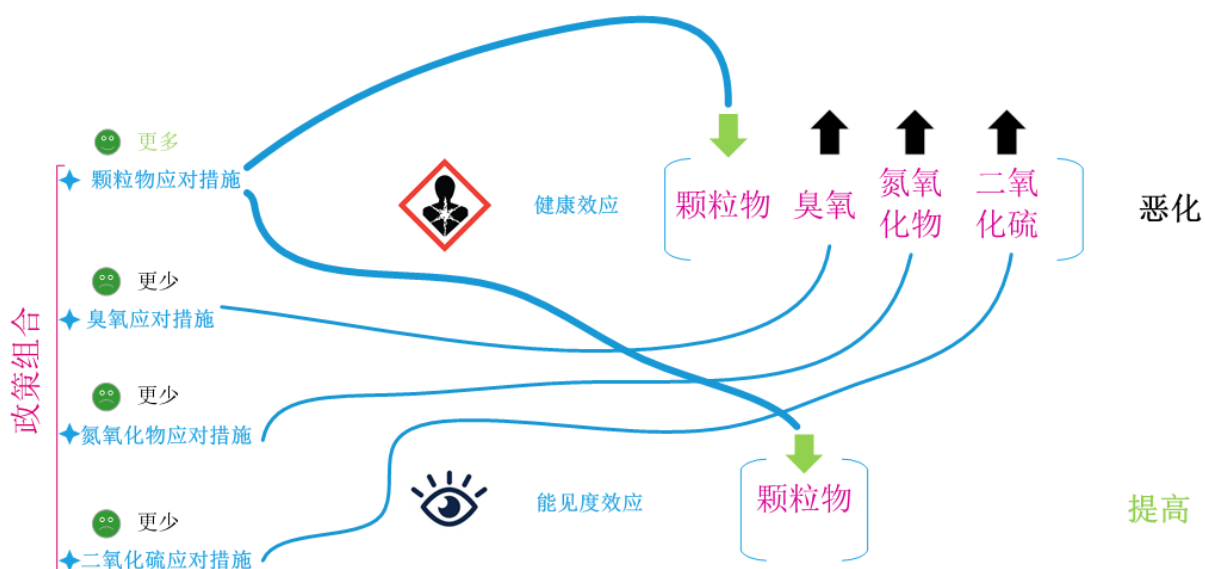 更多
颗粒物应对措施
健康效应
颗粒物
臭氧
氮氧
化物
二氧
化硫
恶化
更少
臭氧应对措施
政策组合
更少
氮氧化物应对措施
能见度效应
颗粒物
提高
更少
二氧化硫应对措施